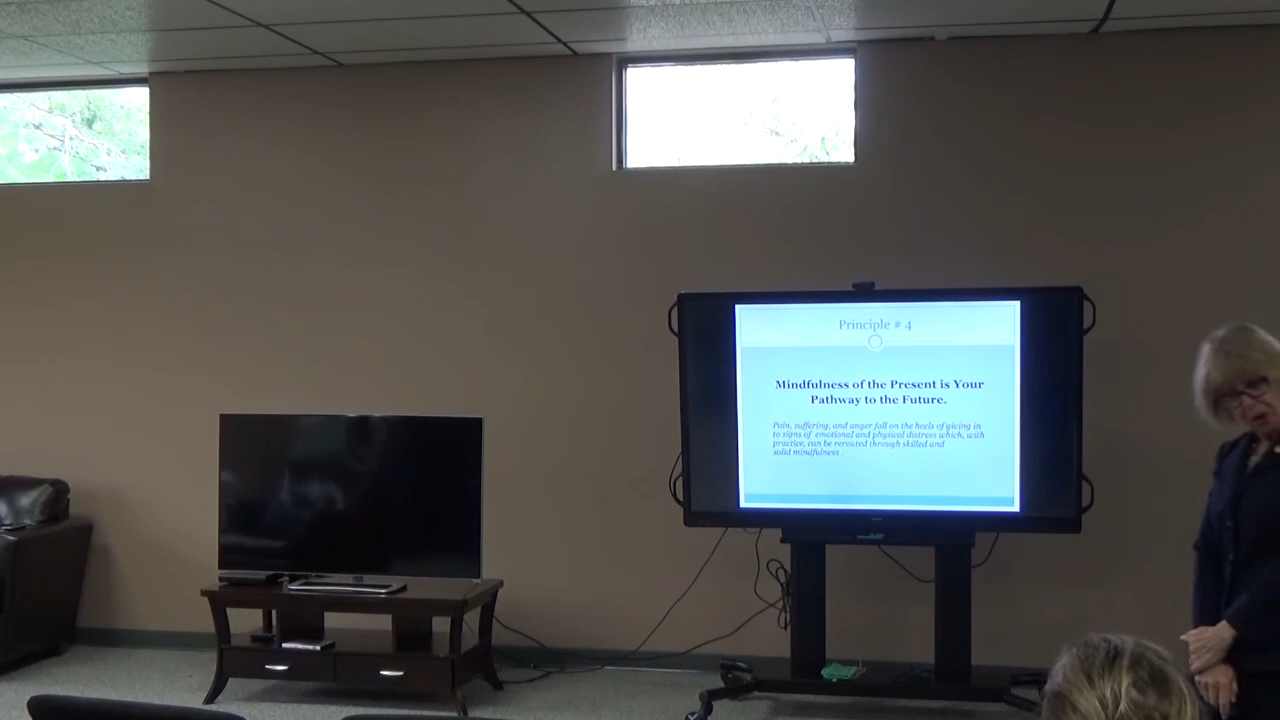 Principle # 4
Mindfulness of the Present is Your
Pathway to the Future.
Pain, suffering, and anger fall on the heels of giving in
to signs of emotional and physical distress which, with
practice, can be rerouted through skilled and
solid mindfulness .